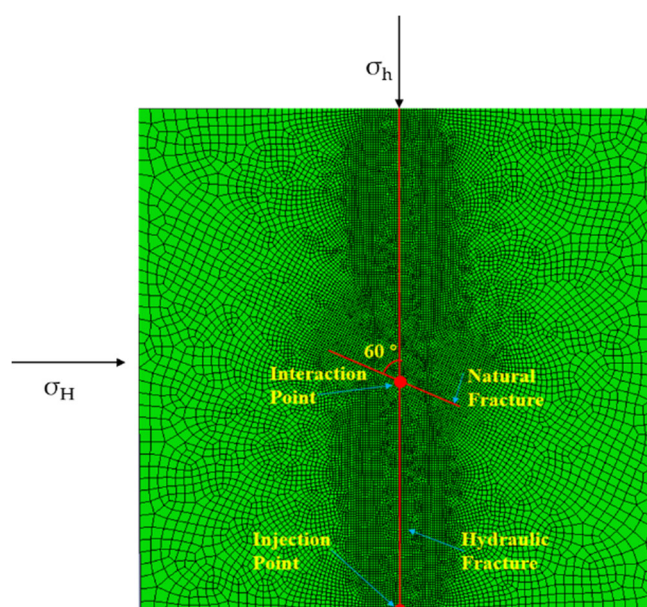 σh
60 °
Interaction
Point
Natural
Fracture
σH
Injection
Point
Hydraulic
Fracture